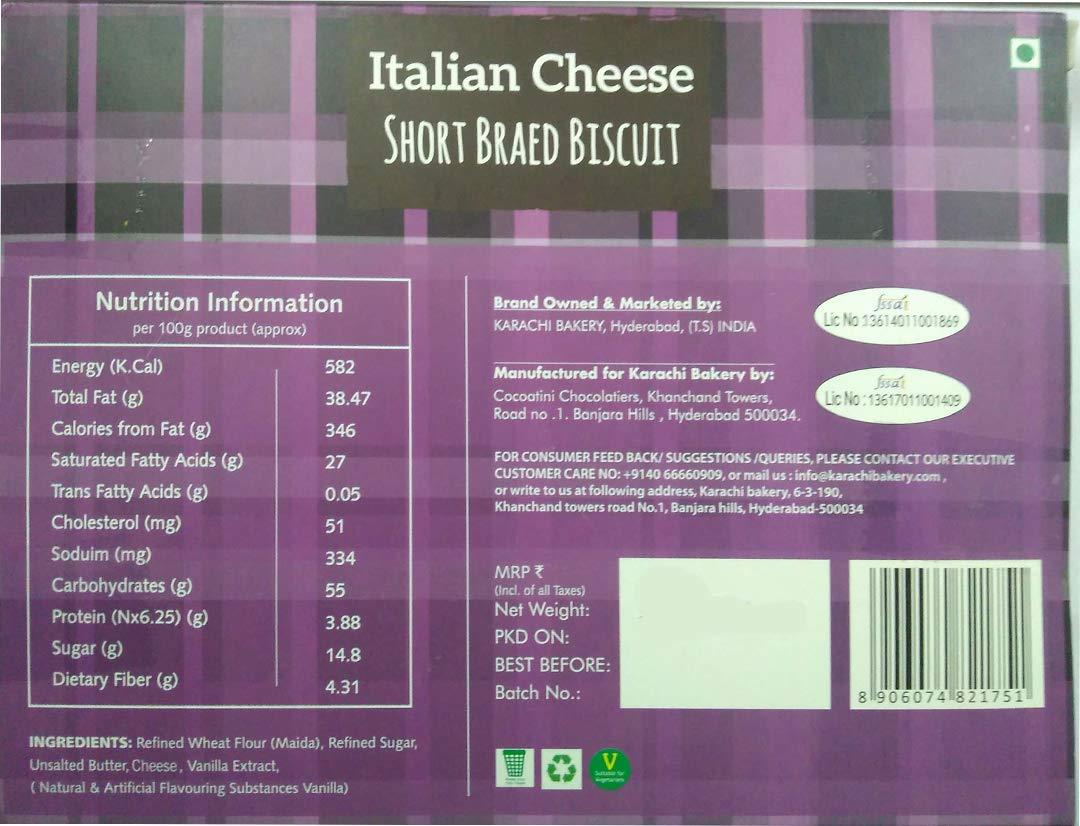 Italian Cheese
SHORT BRAED BISCUIT
Nutrition Information
per 100g product (approx)
Energy (K.Cal) 582
Total Fat (g) 38.47
Calories from Fat (g) 346
Saturated Fatty Acids (g) 27
Trans Fatty Acids (g) 0.05
Cholesterol (mg) 51
Soduim (mg) 334
Carbohydrates (g) 55
Protein (Nx6.25) (g) 3.88
Sugar (g) 14.8
Dietary Fiber (g) 4.31
INGREDIENTS: Refined Wheat Flour (Maida), Refined Sugar,
Unsalted Butter, Cheese, Vanilla Extract,
( Natural & Artificial Flavouring Substances Vanilla)
Brand Owned & Marketed by:
KARACHI BAKERY, Hyderabad, (T.S) INDIA
fssai
Lic No 13614011001869
Manufactured for Karachi Bakery by:
Cocoatini Chocolatiers, Khanchand Towers,
Road no .1. Banjara Hills , Hyderabad 500034.
fssai
Lic No : 13617011001409
FOR CONSUMER FEED BACK/ SUGGESTIONS /QUERIES, PLEASE CONTACT OUR EXECUTIVE
CUSTOMER CARE NO: +9140 66660909, or mail us : info@karachibakery.com ,
or write to us at following address, Karachi bakery, 6-3-190,
Khanchand towers road No.1, Banjara hills, Hyderabad-500034
MRP ₹
(Incl. of all Taxes)
Net Weight:
PKD ON:
BEST BEFORE:
Batch No.:
8 906074 821751
V
Suitable for
Vegetarians